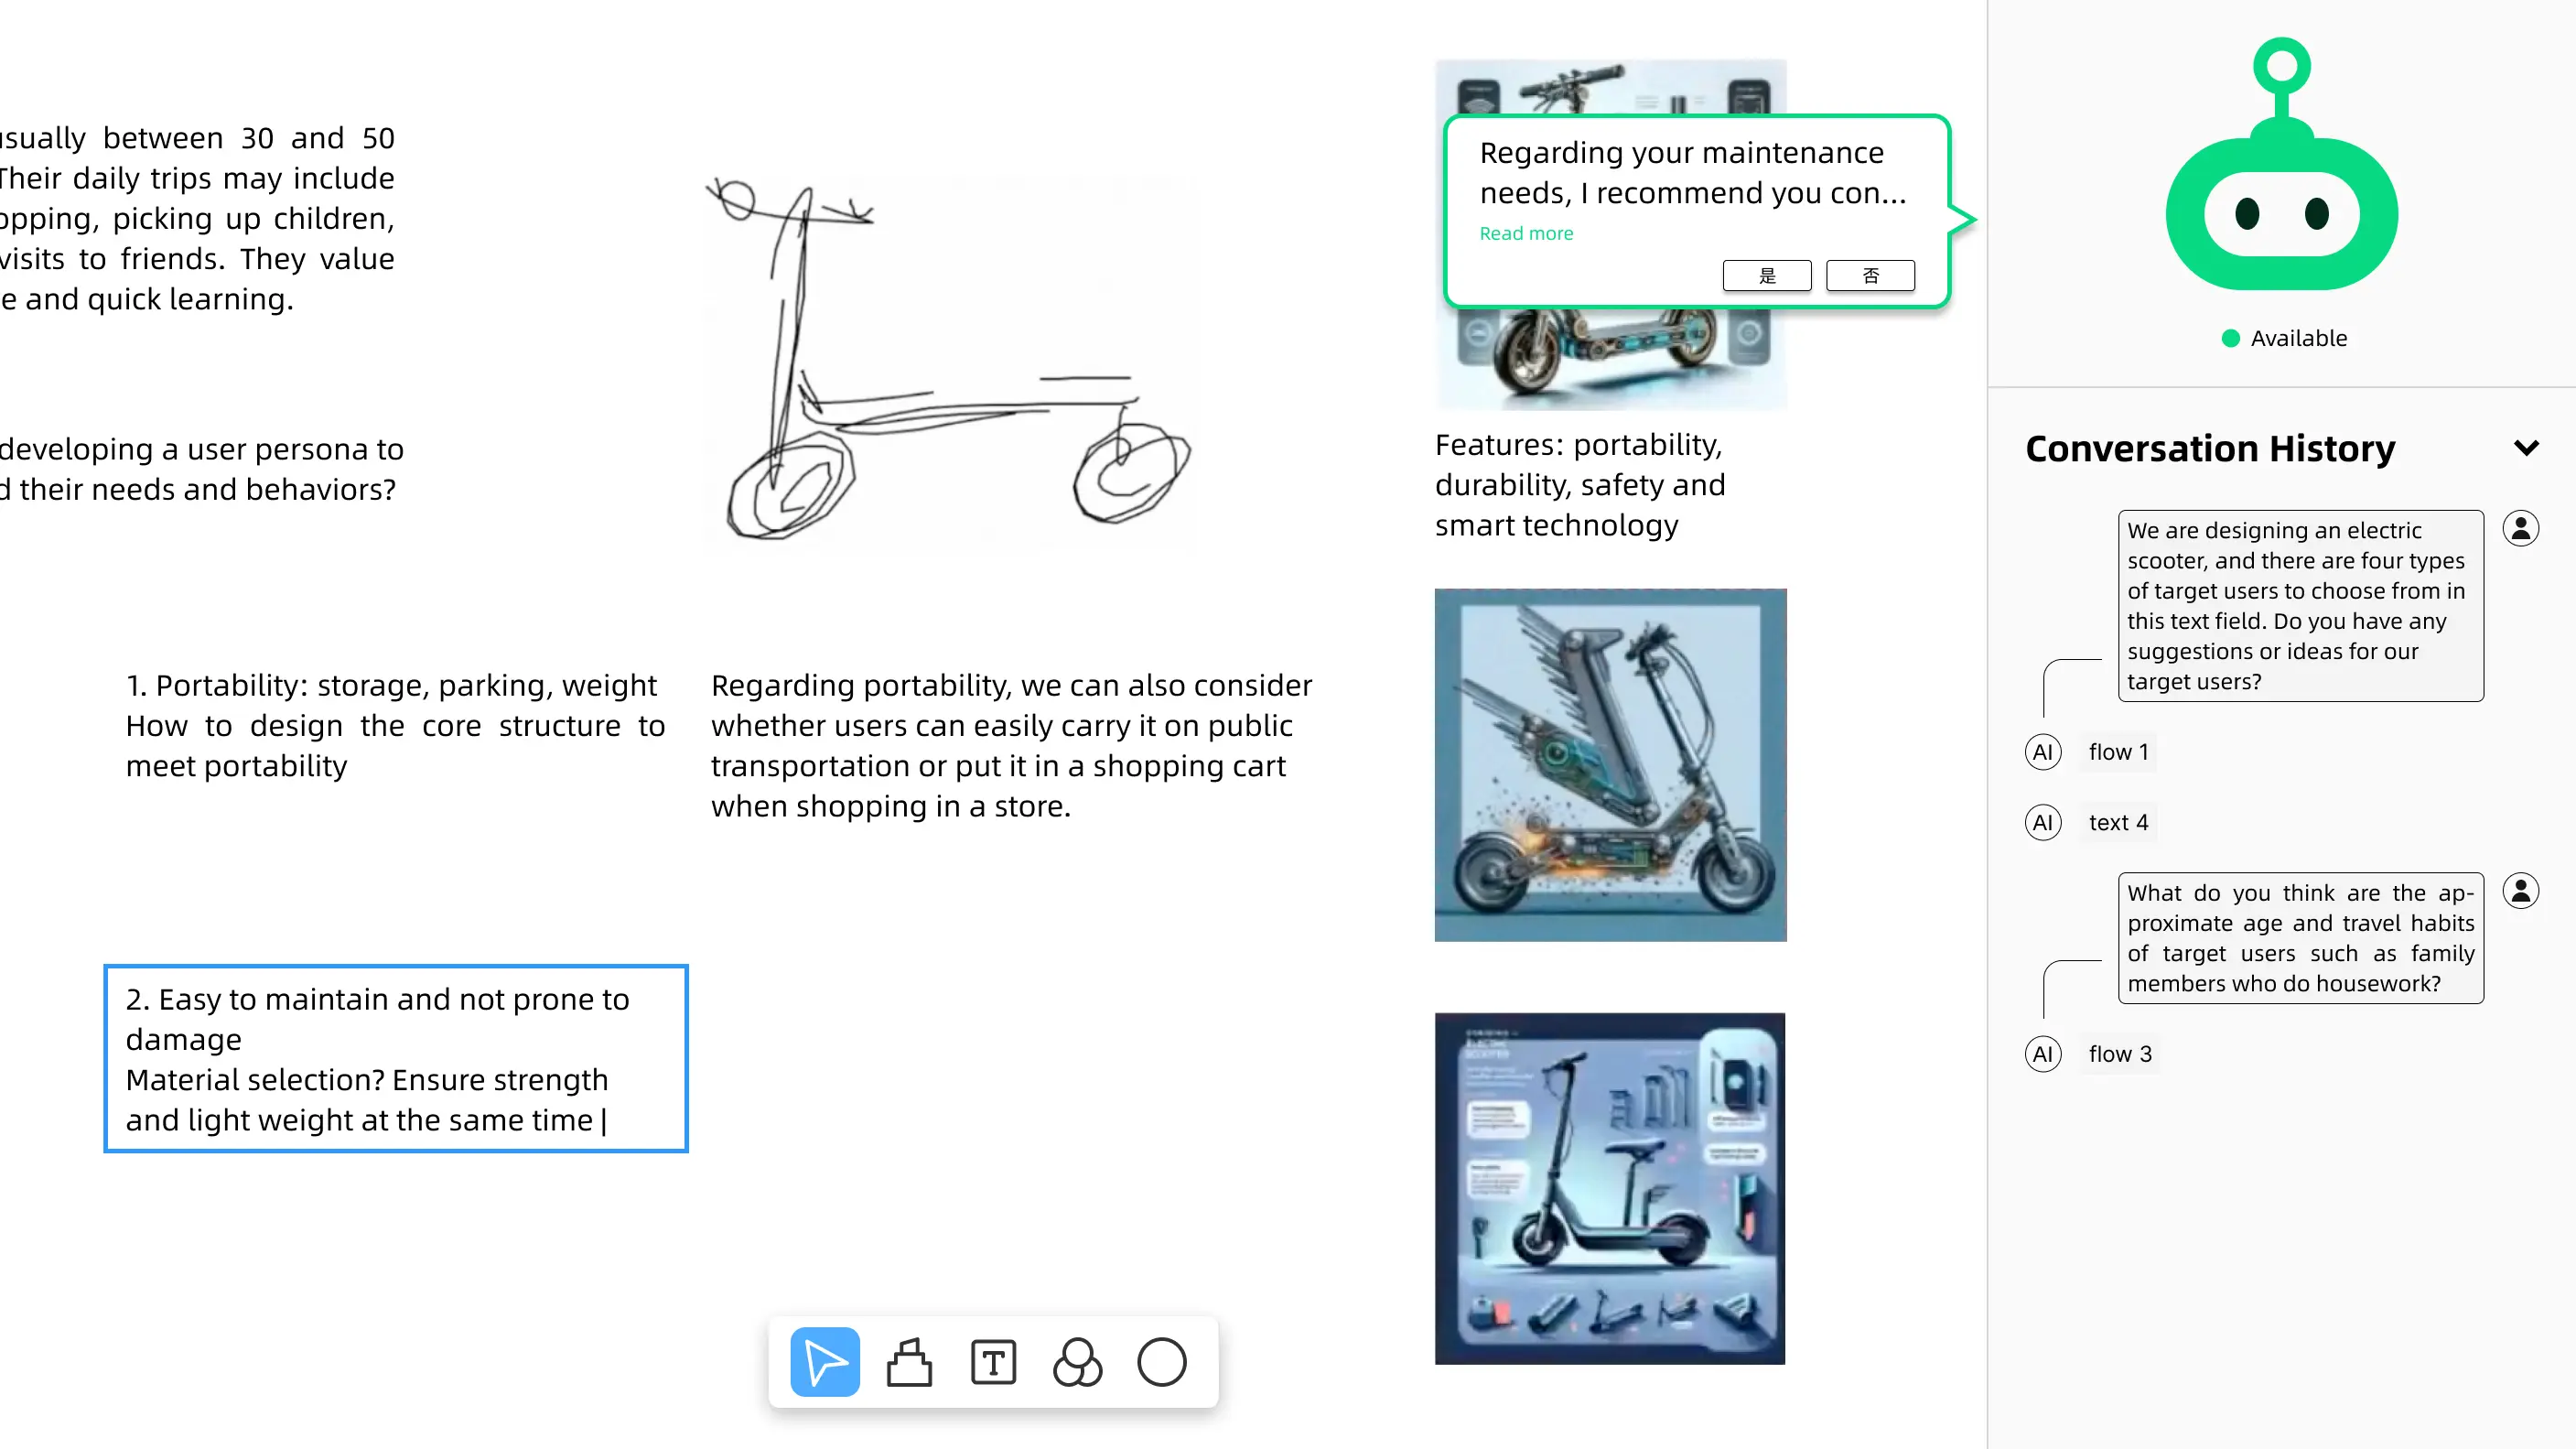 usually between 30 and 50
Their daily trips may include
opping, picking up children,
visits to friends. They value
e and quick learning.
developing a user persona to
d their needs and behaviors?
1. Portability: storage, parking, weight
How to design the core structure to
meet portability
2. Easy to maintain and not prone to
damage
Material selection? Ensure strength
and light weight at the same time
Regarding portability, we can also consider
whether users can easily carry it on public
transportation or put it in a shopping cart
when shopping in a store.
Regarding your maintenance
needs, I recommend you con...
Read more
是
否
Features: portability,
durability, safety and
smart technology
T
Available
Conversation History
We are designing an electric
scooter, and there are four types
of target users to choose from in
this text field. Do you have any
suggestions or ideas for our
target users?
AI flow 1
AI text 4
What do you think are the ap-
proximate age and travel habits
of target users such as family
members who do housework?
AI flow 3